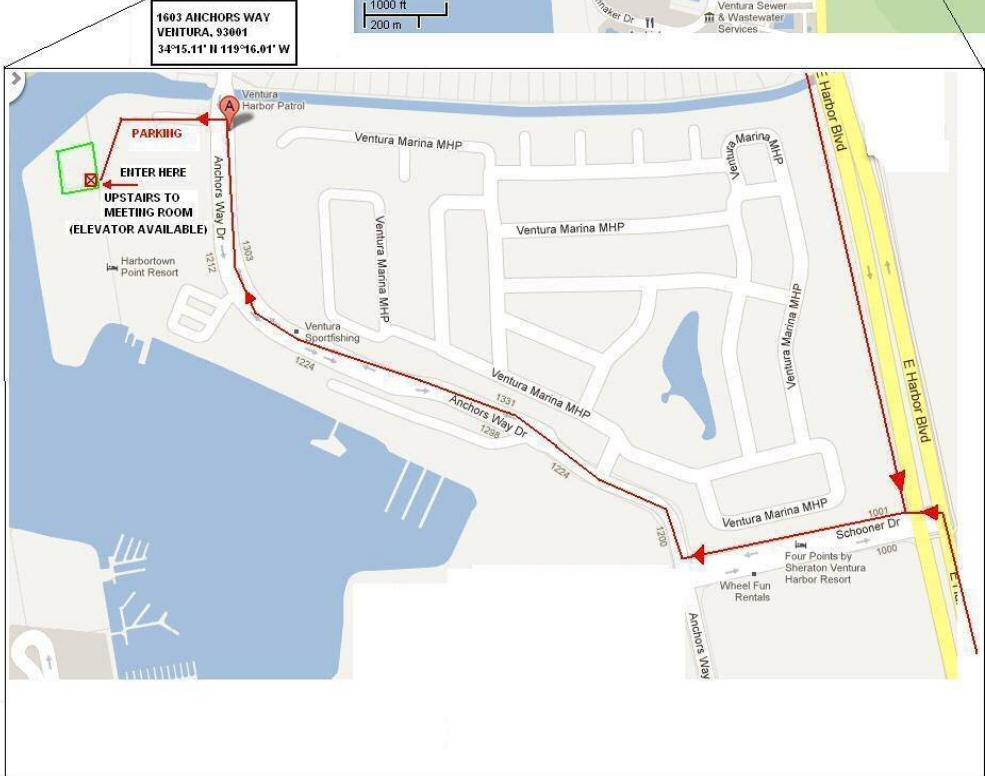 1603 ANCHORS WAY
VENTURA, 93001
34°15.11' N 119°16.01' W
1000 ft
200 m
Ventura Sewer
& Wastewater
Services
Ventura
Harbor Patrol
A
PARKING
ENTER HERE
UPSTAIRS TO
MEETING ROOM
(ELEVATOR AVAILABLE)
Harbortown
Point Resort
Anchors Way Dr
1303
1212
Ventura
Sportfishing
1224
Ventura Marina MHP
Ventura Marina MHP
Ventura Marina MHP
Ventura Marina MHP
Ventura Marina MHP
Ventura Marina MHP
1331
Anchors Way Dr
1298
1224
1200
Ventura Marina MHP
E Harbor Blvd
E Harbor Blvd
1001
Schooner Dr
1000
Four Points by
Sheraton Ventura
Harbor Resort
Wheel Fun
Rentals
Anchors Way